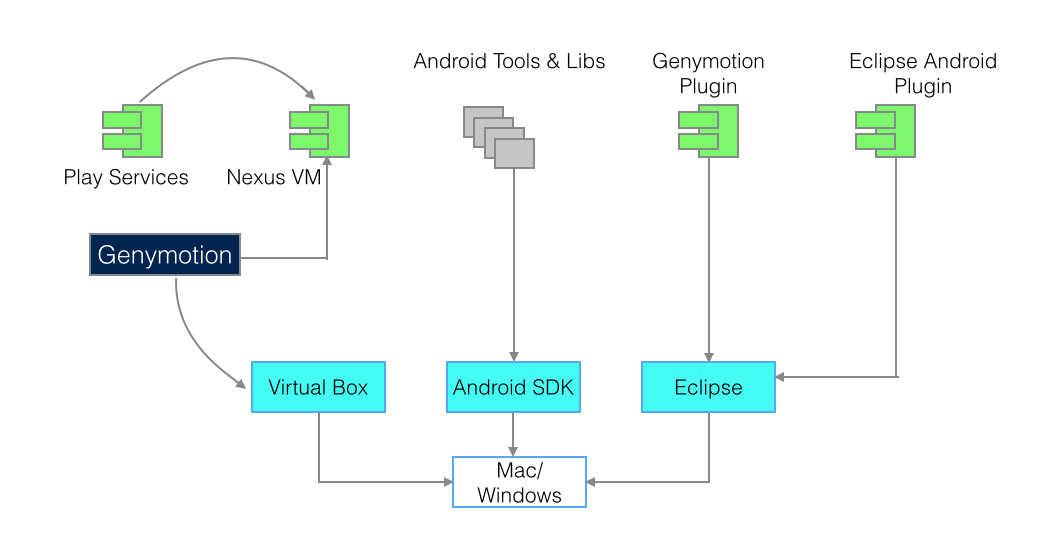 Android Tools & Libs
Genymotion
Plugin
Eclipse Android
Plugin
Play Services
Nexus VM
Genymotion
Virtual Box
Android SDK
Eclipse
Mac/
Windows